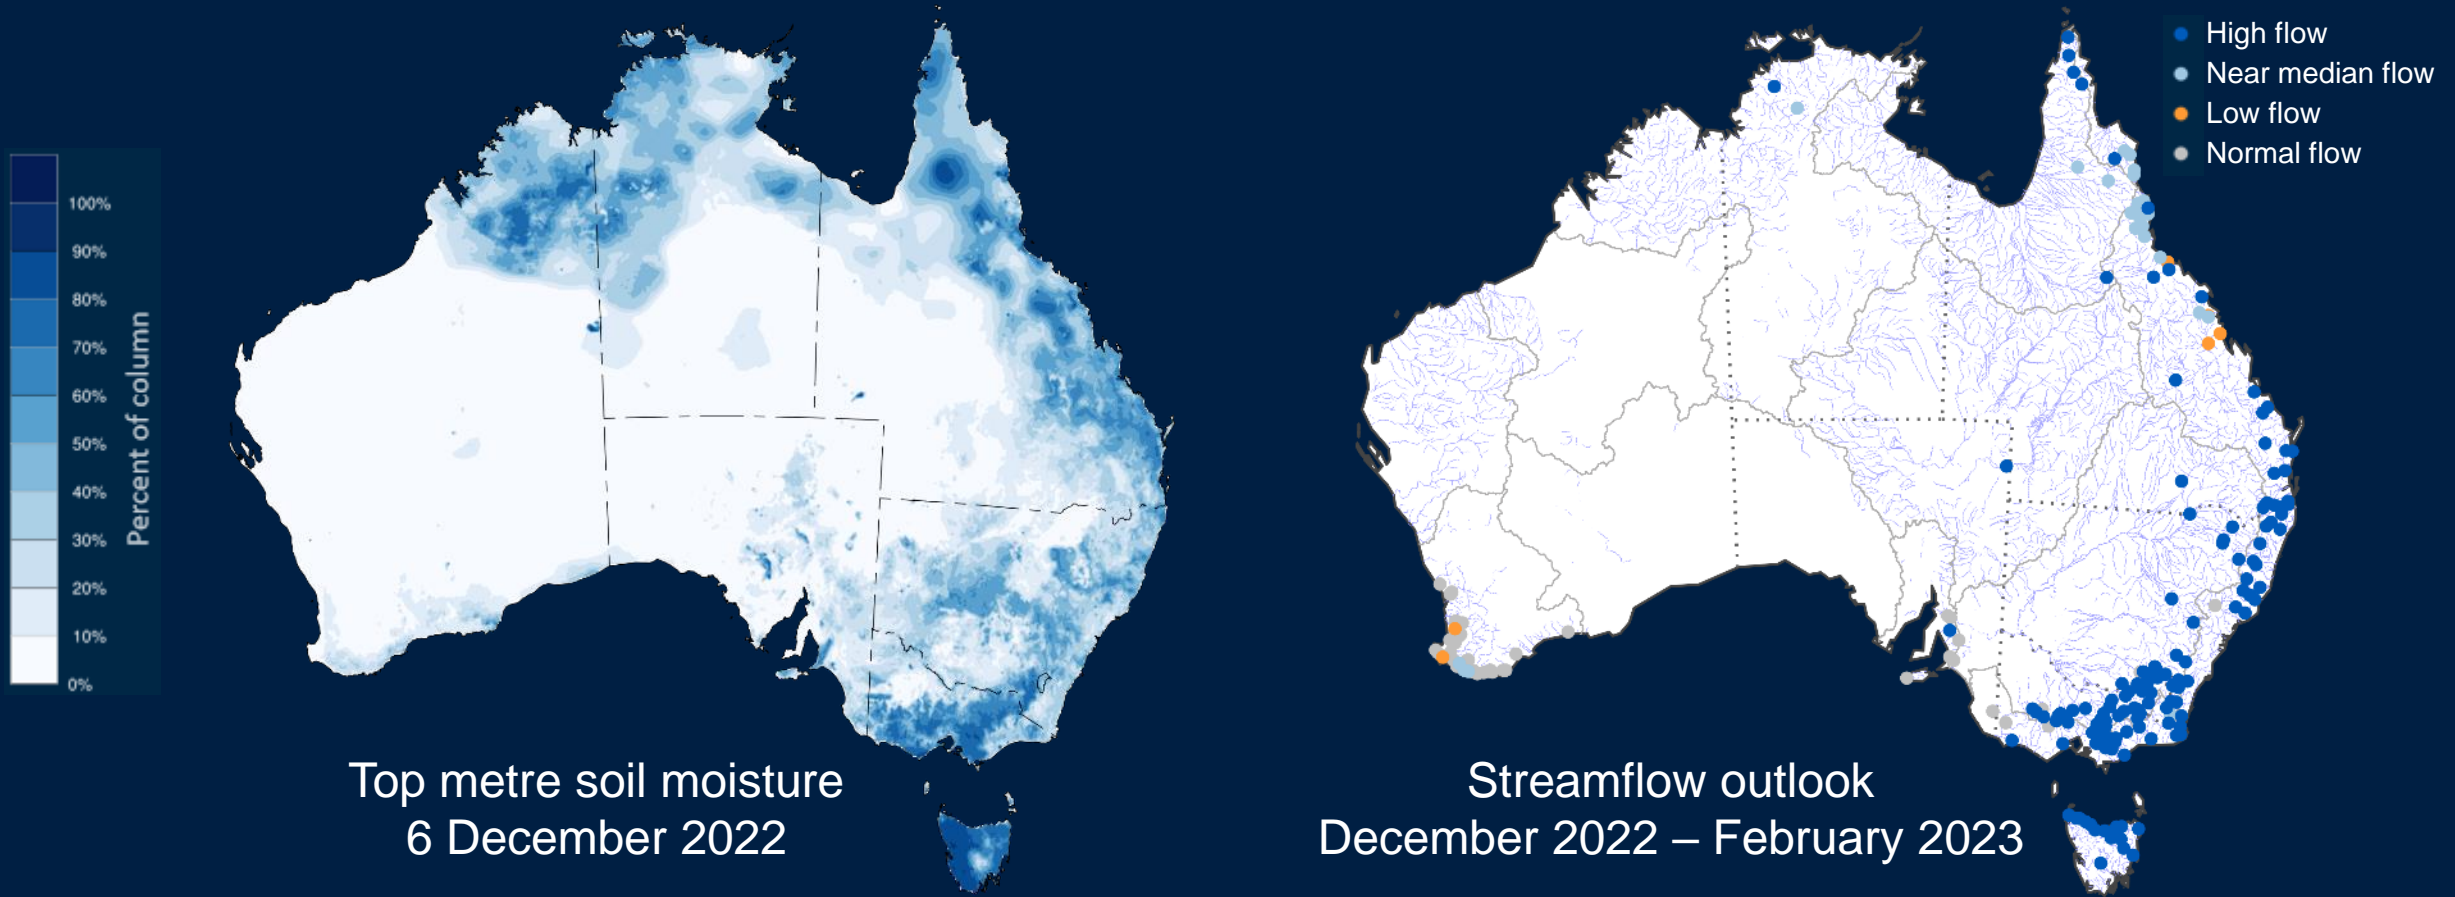 100%
90%
80%
70%
60%
50%
40%
30%
20%
10%
0%
Percent of column
Top metre soil moisture
6 December 2022
High flow
Near median flow
Low flow
Normal flow
Streamflow outlook
December 2022 – February 2023